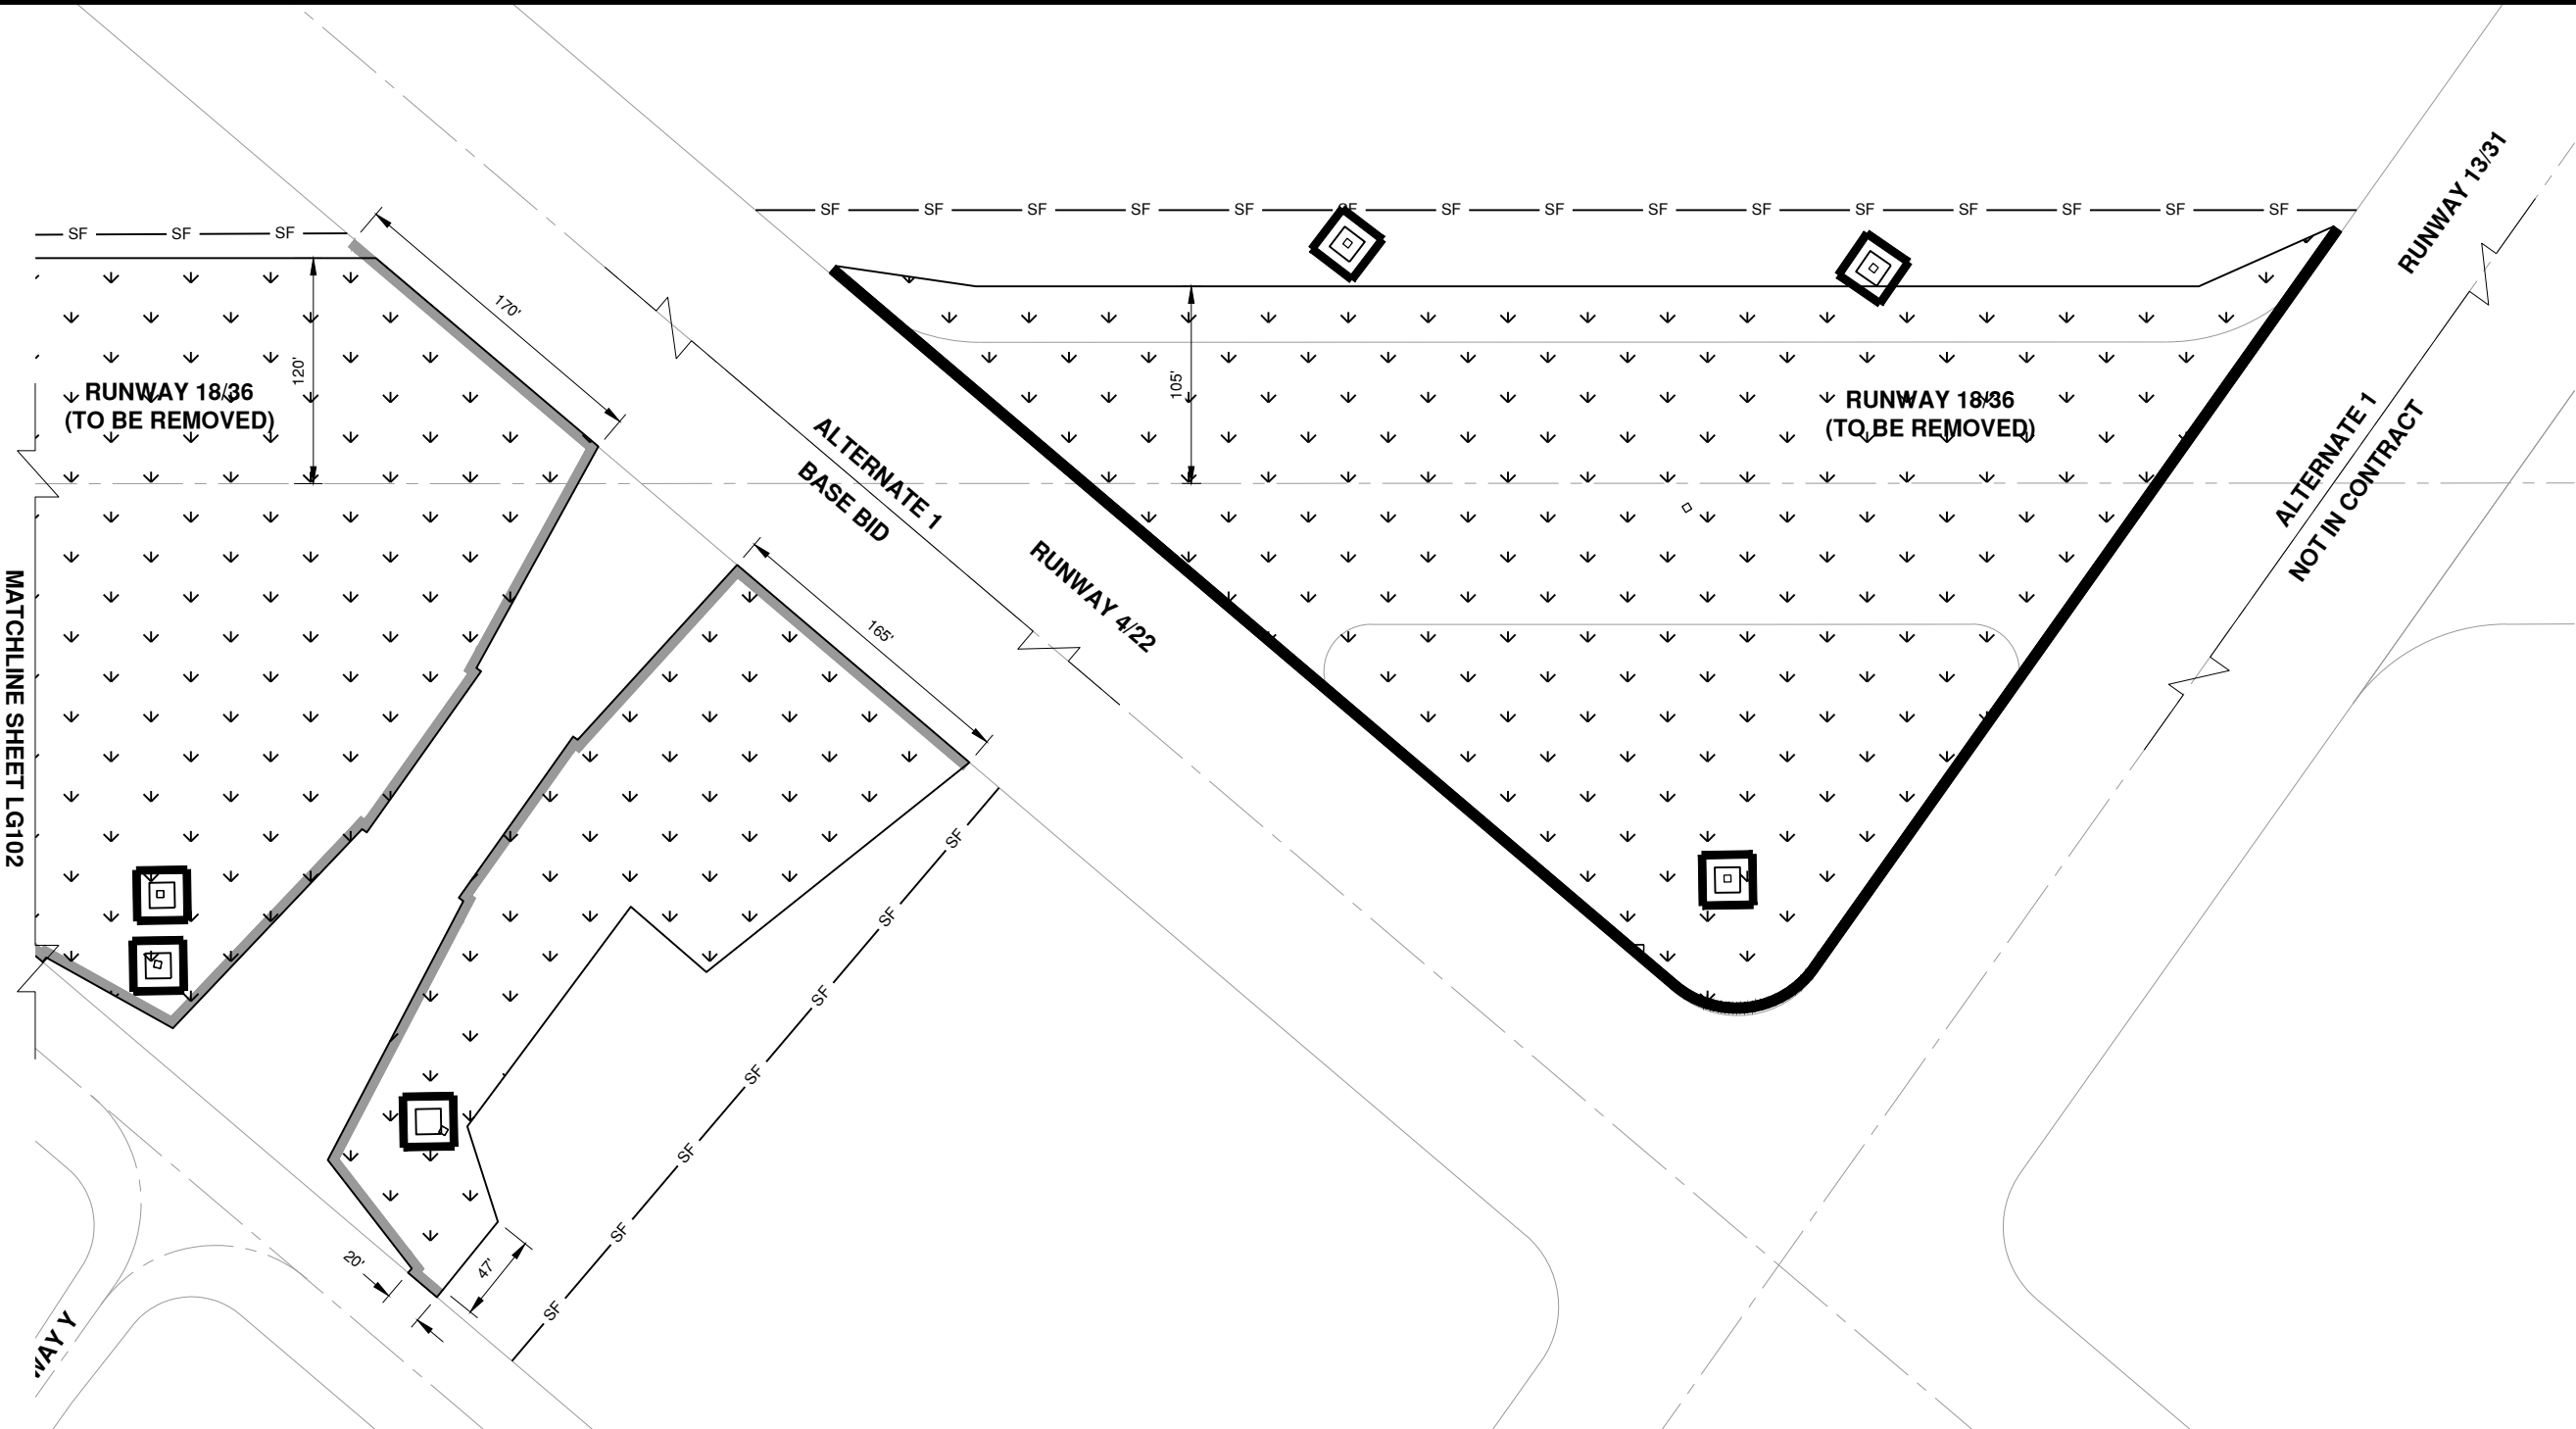 SF SF SF SF SF SF SF SF SF SF SF SF SF SF SF
SF SF SF
RUNWAY 13/31
170'
120'
105'
RUNWAY 18/36
(TO BE REMOVED)
RUNWAY 18/36
(TO BE REMOVED)
ALTERNATE 1
BASE BID
ALTERNATE 1
NOT IN CONTRACT
RUNWAY 4/22
165'
MATCHLINE SHEET LG102
SF
SF
SF
SF
SF
SF
SF
20'
47'
WAY Y